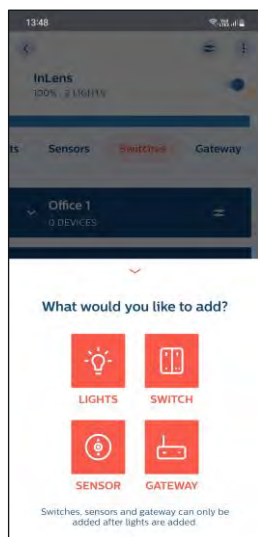 13:48
InLens
100% · 2 LIGHTS
ts Sensors Switches Gateway
Office 1
0 DEVICES
What would you like to add?
LIGHTS SWITCH
SENSOR GATEWAY
Switches, sensors and gateway can only be
added after lights are added